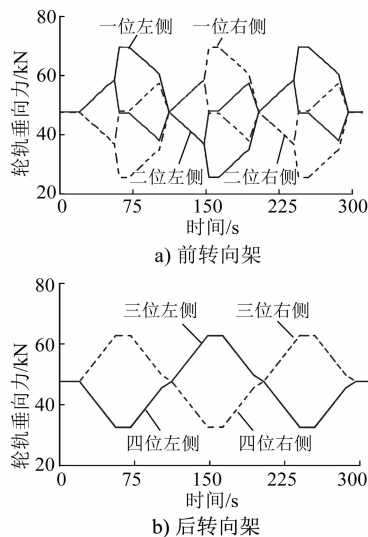 80
60
40
20
轮轨垂向力/kN
一位左侧
一位右侧
二位左侧
二位右侧
0
75
150
225
300
时间/s
a) 前转向架
80
60
40
20
轮轨垂向力/kN
三位左侧
三位右侧
四位左侧
四位右侧
0
75
150
225
300
时间/s
b) 后转向架